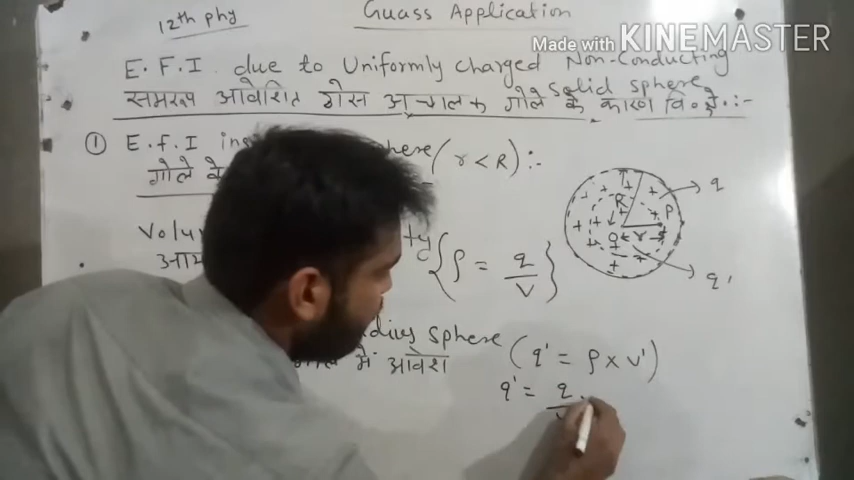 12th phy
Guass Application
Made with KINEMASTER
E.F.I due to Uniformly Charged Non-Conducting
solid sphere
समरूप आवेशित ठोस अचालक गोले के कारण वि०क्षे० :-
① E.f.I ins
here (r < R) :-
गोले के
R
P
O
r
q
q'
Volu
ty { ρ = q/V }
आय
dius sphere (q' = ρ x v')
में आवेश
q' = q